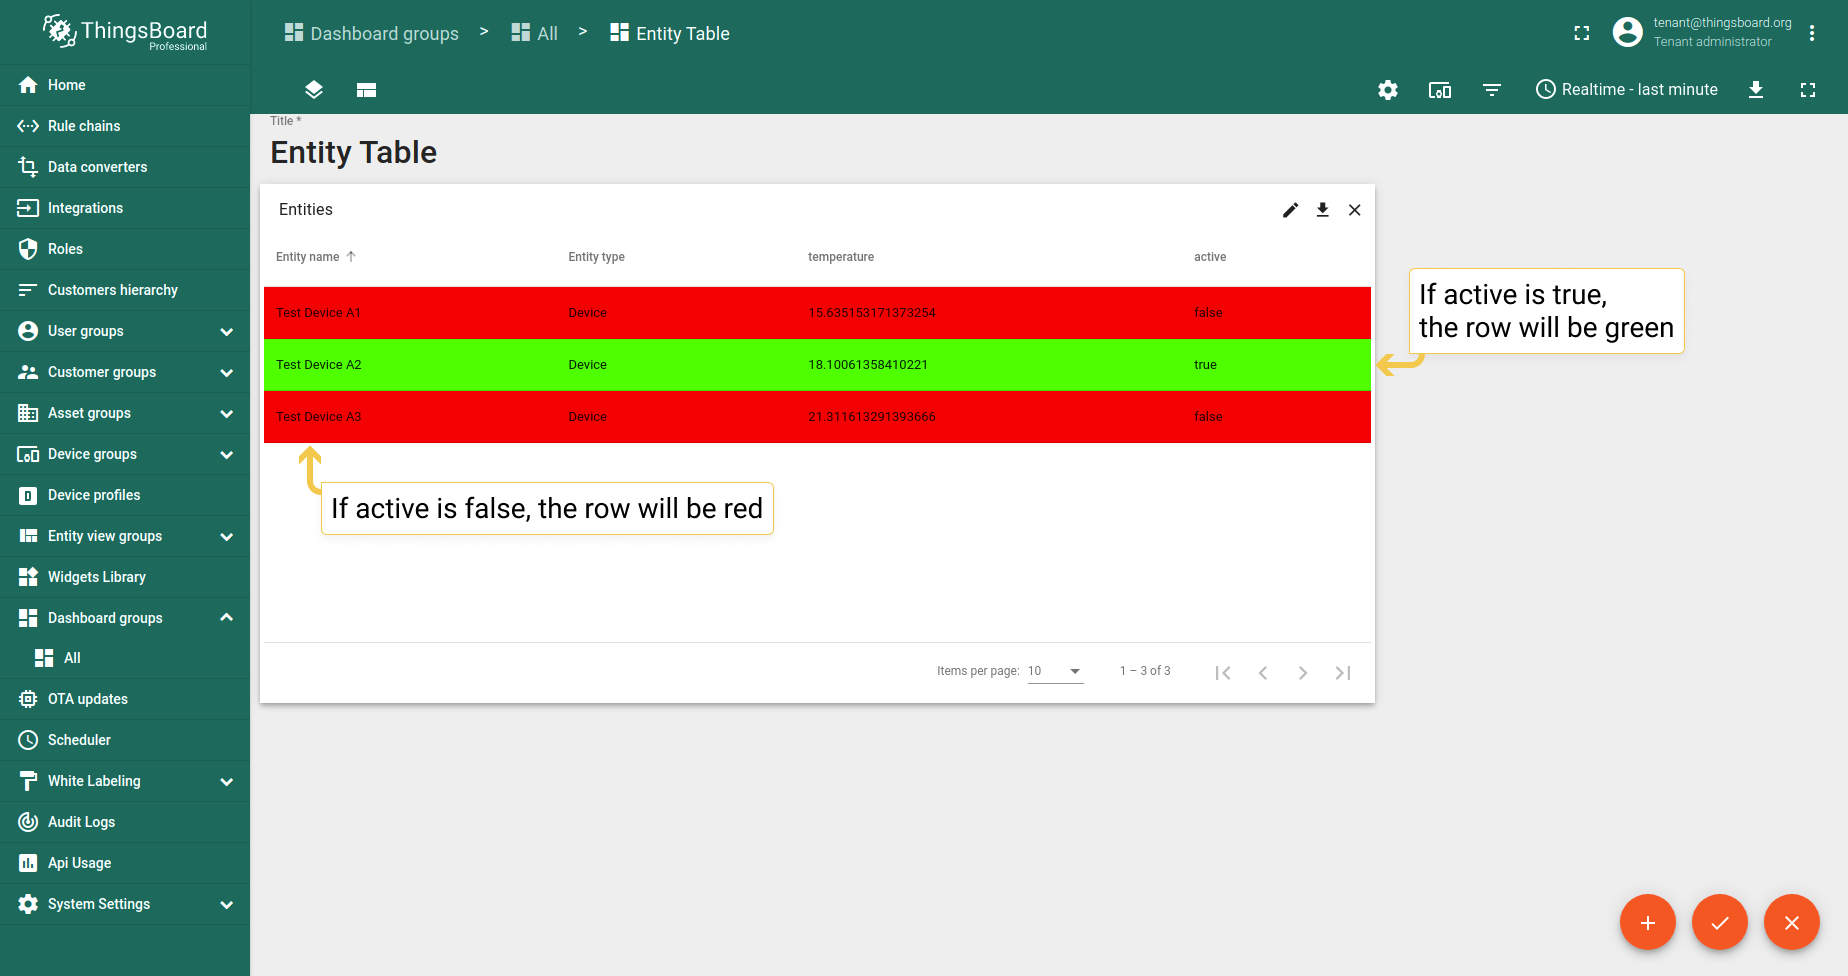 ThingsBoard
Professional
Dashboard groups > All > Entity Table
tenant@thingsboard.org
Tenant administrator
Realtime - last minute
Home
Rule chains
Data converters
Integrations
Roles
Customers hierarchy
User groups
Customer groups
Asset groups
Device groups
Device profiles
Entity view groups
Widgets Library
Dashboard groups
All
OTA updates
Scheduler
White Labeling
Audit Logs
Api Usage
System Settings
Title *
Entity Table
Entities
Entity name Entity type temperature active
Test Device A1 Device 15.635153171373254 false
Test Device A2 Device 18.10061358410221 true
Test Device A3 Device 21.311613291393666 false
If active is true,
the row will be green
If active is false, the row will be red
Items per page: 10 1 – 3 of 3